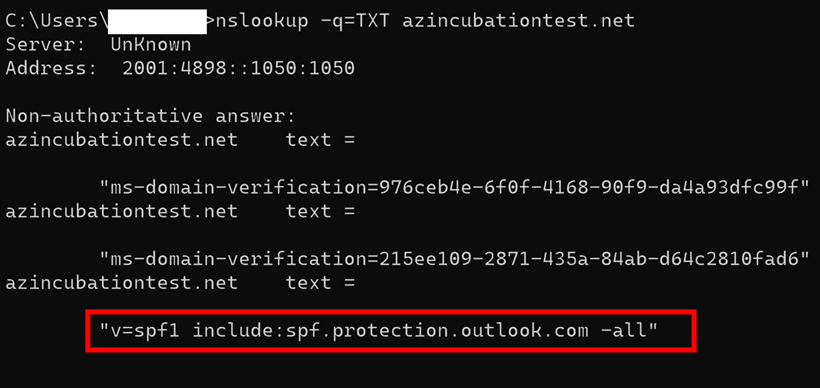 C:\Users\>nslookup -q=TXT azincubationtest.net
Server:  UnKnown
Address:  2001:4898::1050:1050
Non-authoritative answer:
azincubationtest.net    text =
"ms-domain-verification=976ceb4e-6f0f-4168-90f9-da4a93dfc99f"
azincubationtest.net    text =
"ms-domain-verification=215ee109-2871-435a-84ab-d64c2810fad6"
azincubationtest.net    text =
"v=spf1 include:spf.protection.outlook.com -all"